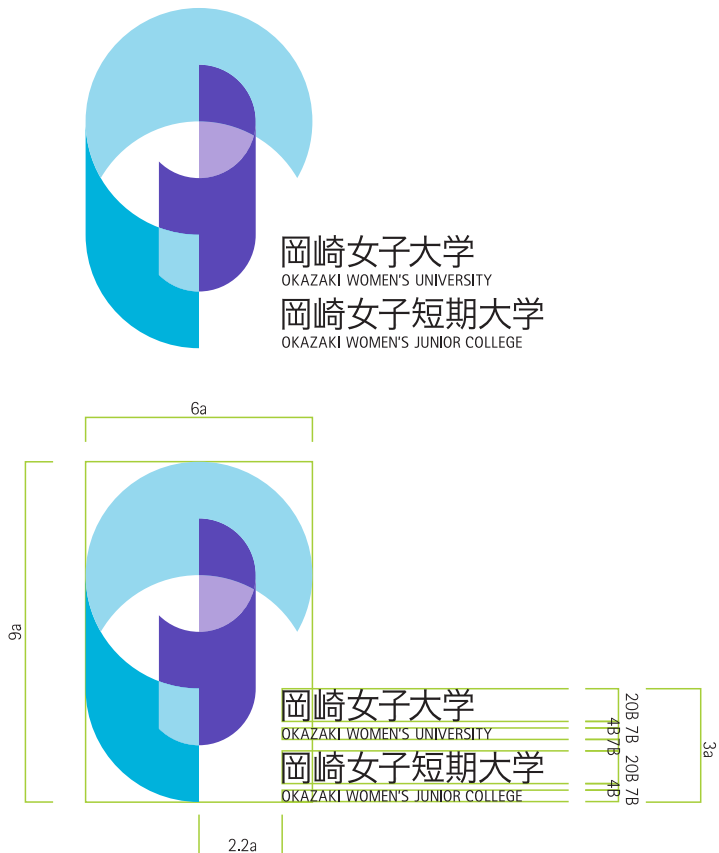 岡崎女子大学
OKAZAKI WOMEN'S UNIVERSITY
岡崎女子短期大学
OKAZAKI WOMEN'S JUNIOR COLLEGE
6a
9a
岡崎女子大学
OKAZAKI WOMEN'S UNIVERSITY
岡崎女子短期大学
OKAZAKI WOMEN'S JUNIOR COLLEGE
20B
4B
7B
7B
20B
4B
7B
3a
2.2a